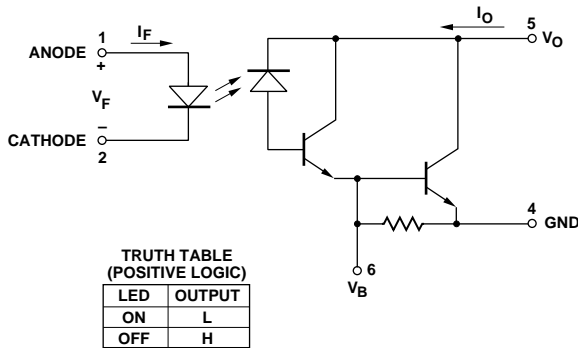 1 I_F I_O 5
ANODE V_O
+
V_F
–
CATHODE
2
4
GND
6
V_B
TRUTH TABLE
(POSITIVE LOGIC)
LED OUTPUT
ON L
OFF H